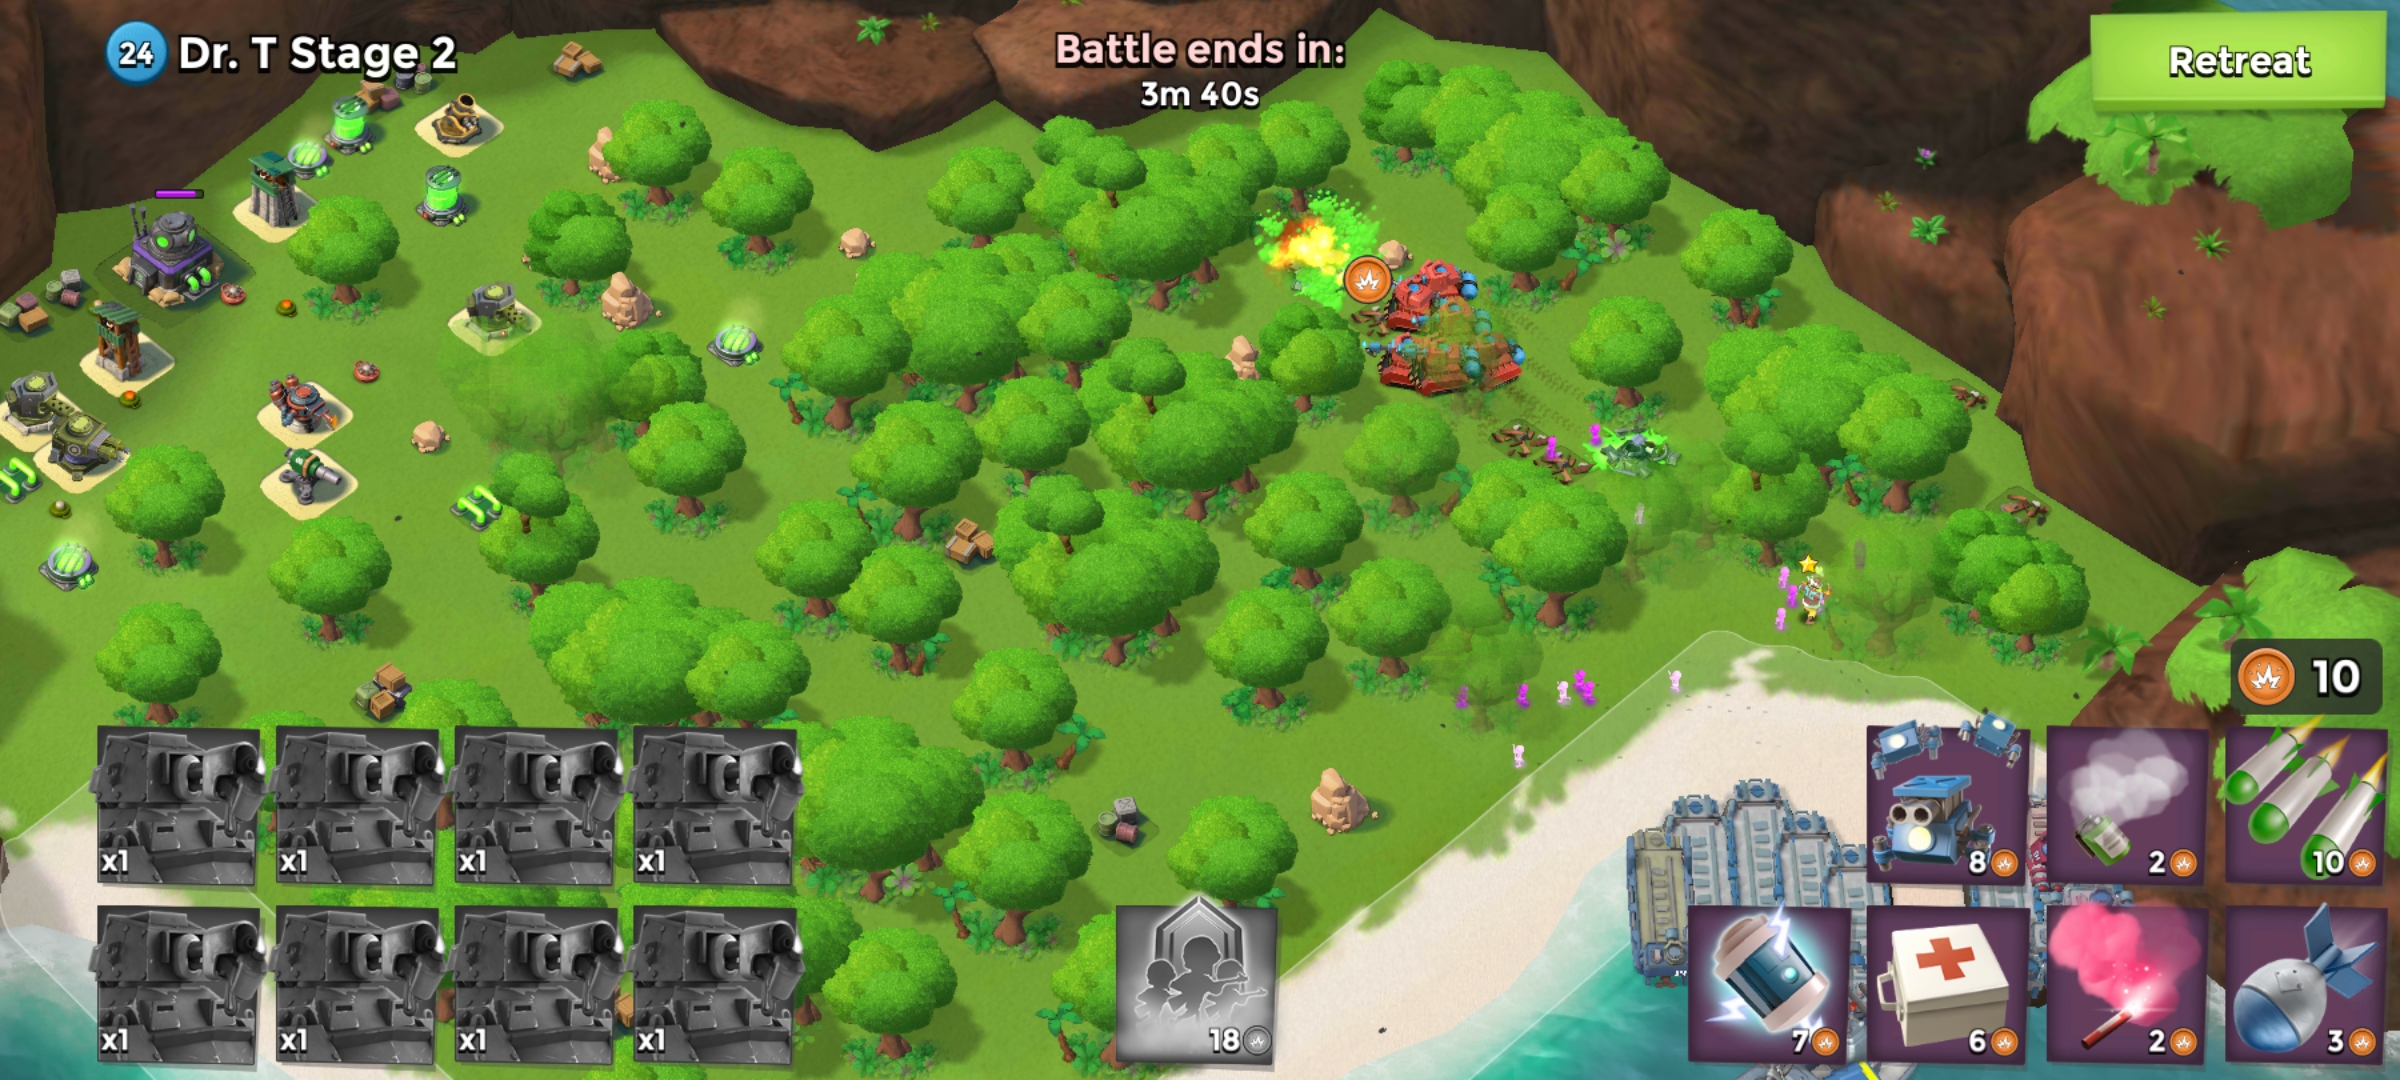 24 Dr. T Stage 2
Battle ends in:
3m 40s
Retreat
10
x1
x1
x1
x1
8
2
10
x1
x1
x1
x1
18
7
6
2
3